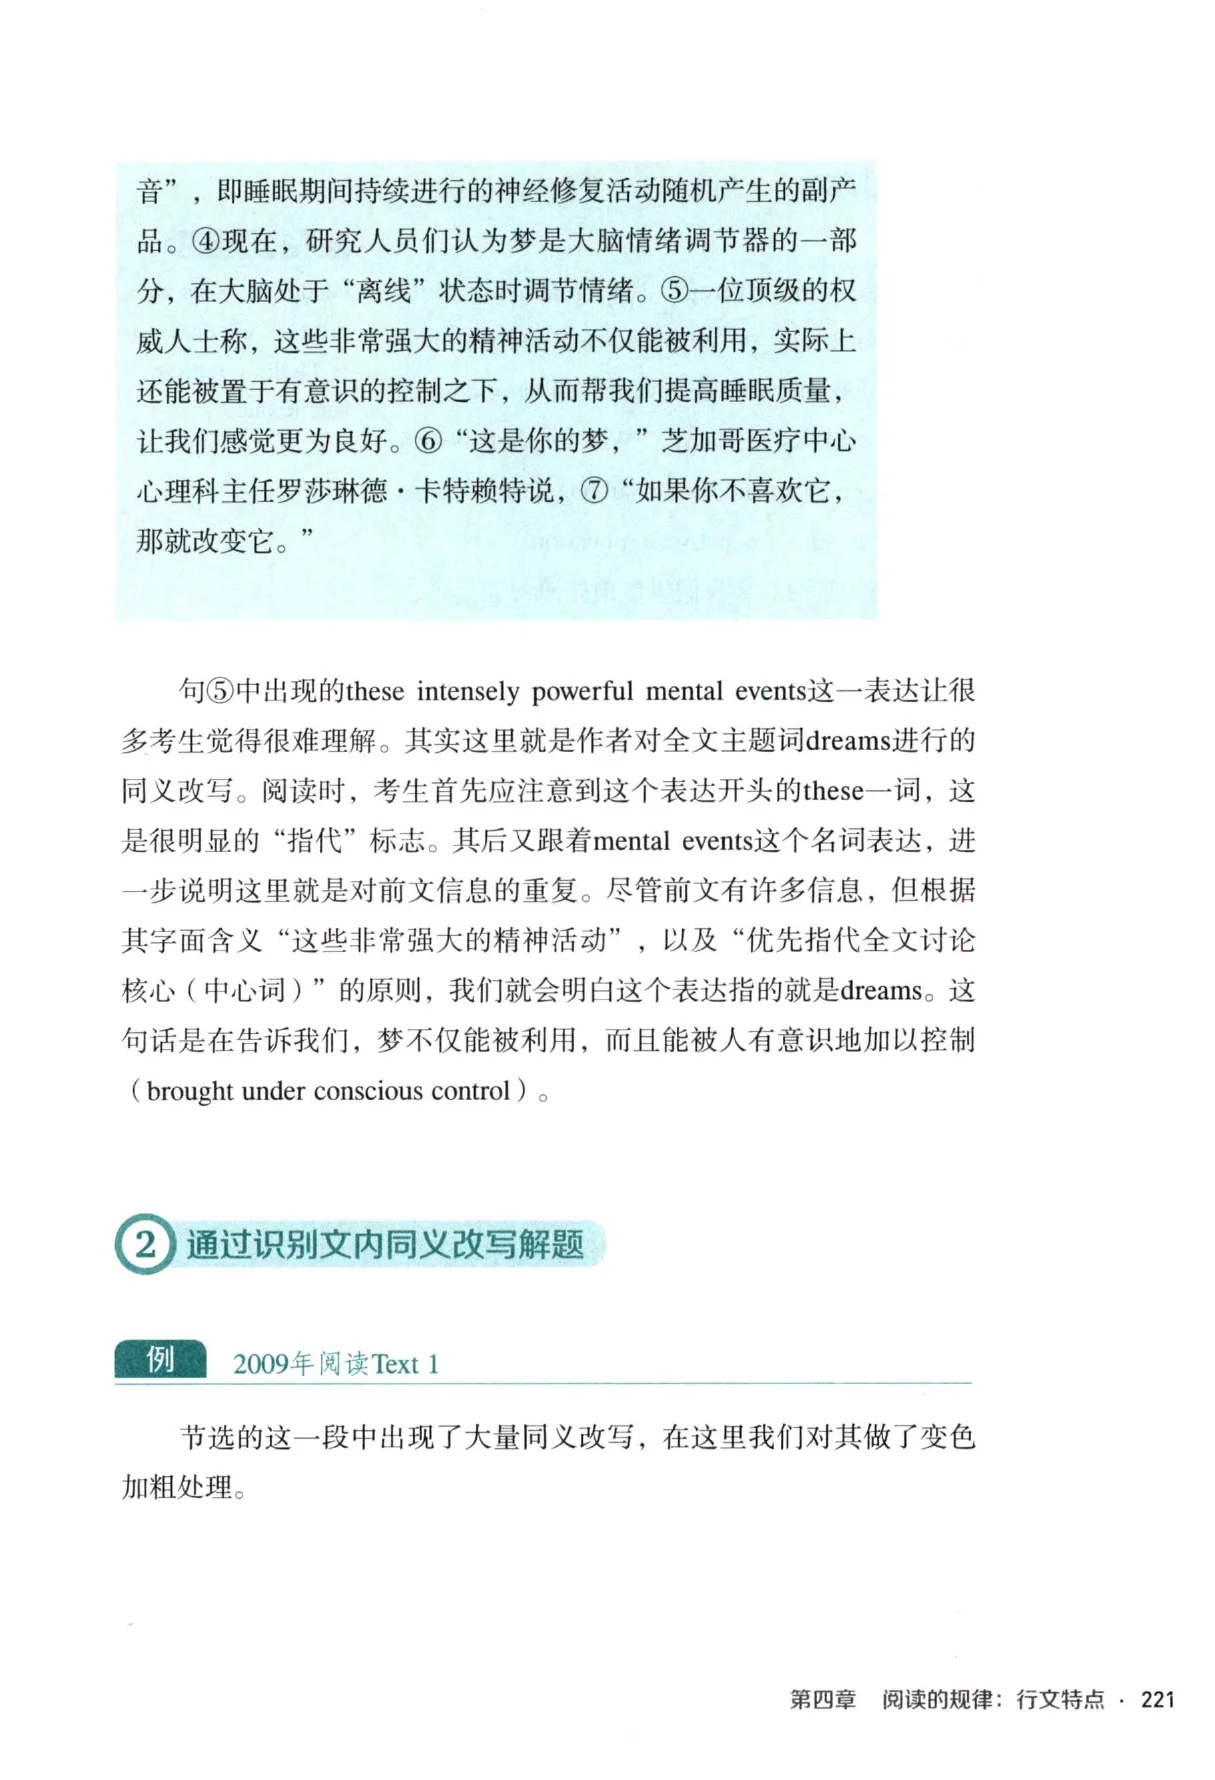 音”，即睡眠期间持续进行的神经修复活动随机产生的副产
品。④现在，研究人员们认为梦是大脑情绪调节器的一部
分，在大脑处于“离线”状态时调节情绪。⑤一位顶级的权
威人士称，这些非常强大的精神活动不仅能被利用，实际上
还能被置于有意识的控制之下，从而帮我们提高睡眠质量，
让我们感觉更为良好。⑥“这是你的梦，”芝加哥医疗中心
心理科主任罗莎琳德·卡特赖特说，⑦“如果你不喜欢它，
那就改变它。”
句⑤中出现的these intensely powerful mental events这一表达让很
多考生觉得很难理解。其实这里就是作者对全文主题词dreams进行的
同义改写。阅读时，考生首先应注意到这个表达开头的these一词，这
是很明显的“指代”标志。其后又跟着mental events这个名词表达，进
一步说明这里就是对前文信息的重复。尽管前文有许多信息，但根据
其字面含义“这些非常强大的精神活动”，以及“优先指代全文讨论
核心（中心词）”的原则，我们就会明白这个表达指的就是dreams。这
句话是在告诉我们，梦不仅能被利用，而且能被人有意识地加以控制
（brought under conscious control）。
2 通过识别文内同义改写解题
例 2009年阅读Text 1
节选的这一段中出现了大量同义改写，在这里我们对其做了变色
加粗处理。
第四章 阅读的规律：行文特点 · 221